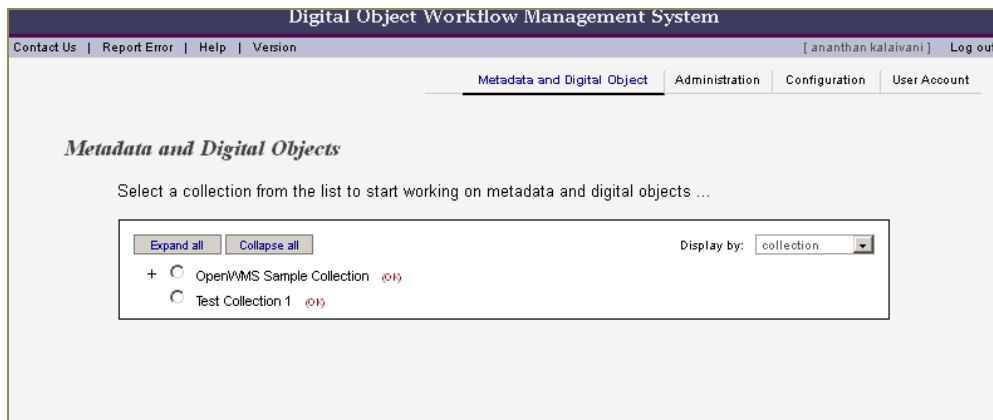 Digital Object Workflow Management System
Contact Us | Report Error | Help | Version [ ananthan kalaivani ] Log out
Metadata and Digital Object Administration Configuration User Account
Metadata and Digital Objects
Select a collection from the list to start working on metadata and digital objects ...
Expand all Collapse all Display by: collection
+ OpenWMS Sample Collection
Test Collection 1